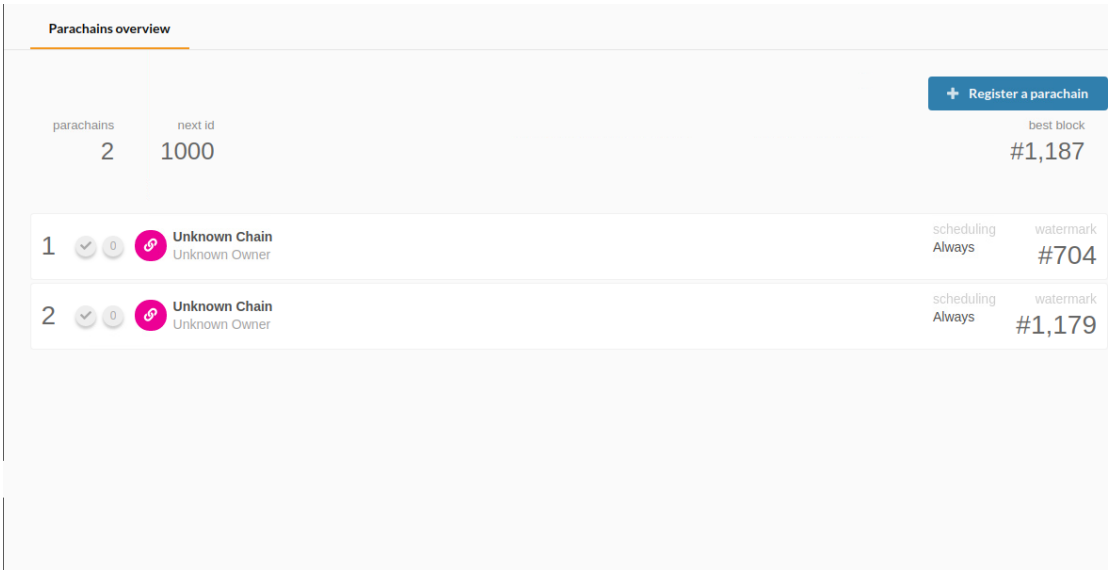 Parachains overview
Register a parachain
parachains next id best block
2 1000 #1,187
1 0 Unknown Chain scheduling watermark
Unknown Owner Always #704
2 0 Unknown Chain scheduling watermark
Unknown Owner Always #1,179